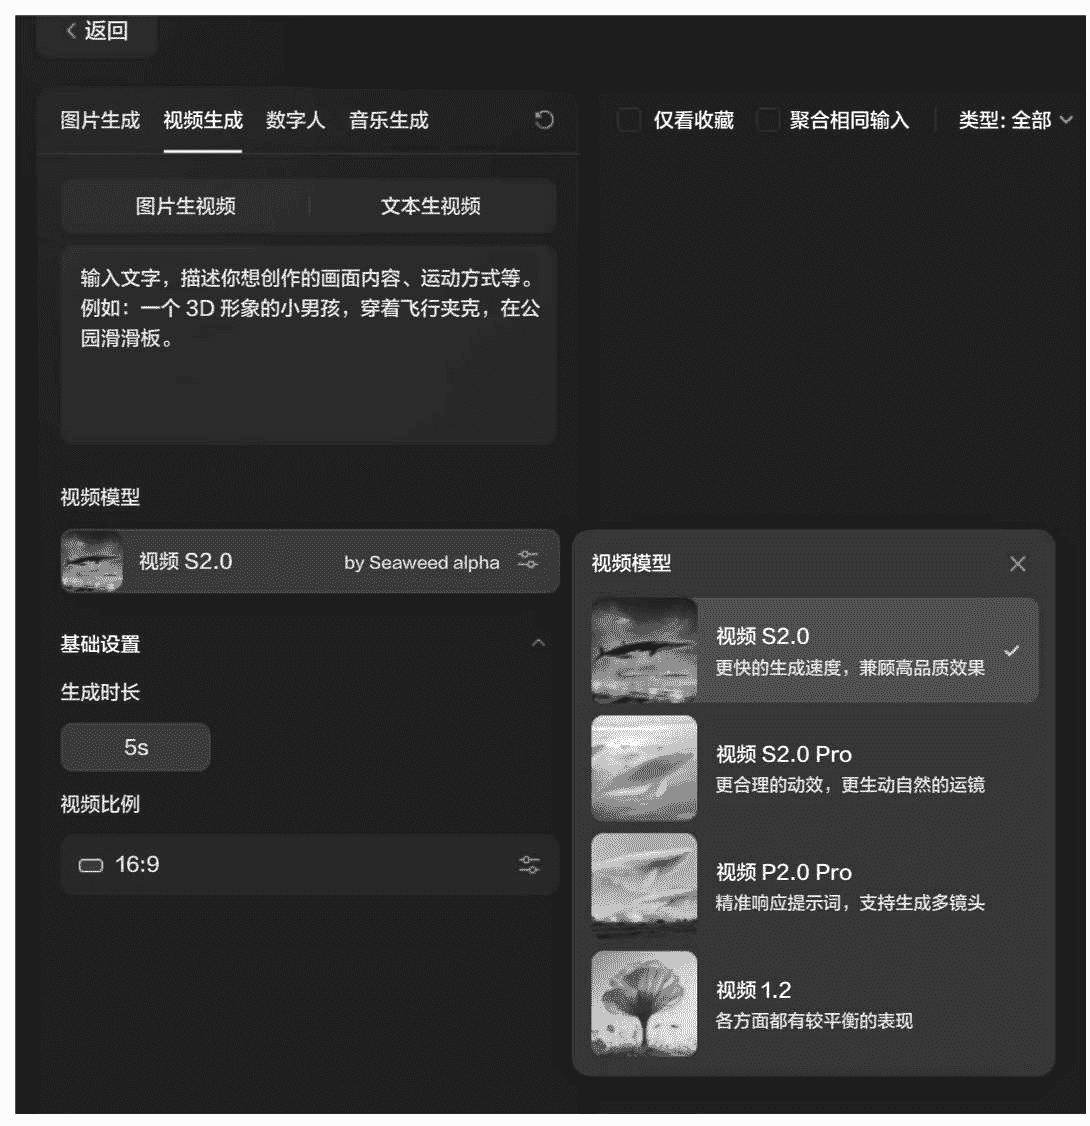 返回
图片生成 视频生成 数字人 音乐生成
仅看收藏 聚合相同输入 类型: 全部
图片生视频 文本生视频
输入文字，描述你想创作的画面内容、运动方式等。
例如：一个 3D 形象的小男孩，穿着飞行夹克，在公
园滑滑板。
视频模型
视频 S2.0 by Seaweed alpha
基础设置
生成时长
5s
视频比例
16:9
视频模型
视频 S2.0
更快的生成速度，兼顾高品质效果
视频 S2.0 Pro
更合理的动效，更生动自然的运镜
视频 P2.0 Pro
精准响应提示词，支持生成多镜头
视频 1.2
各方面都有较平衡的表现